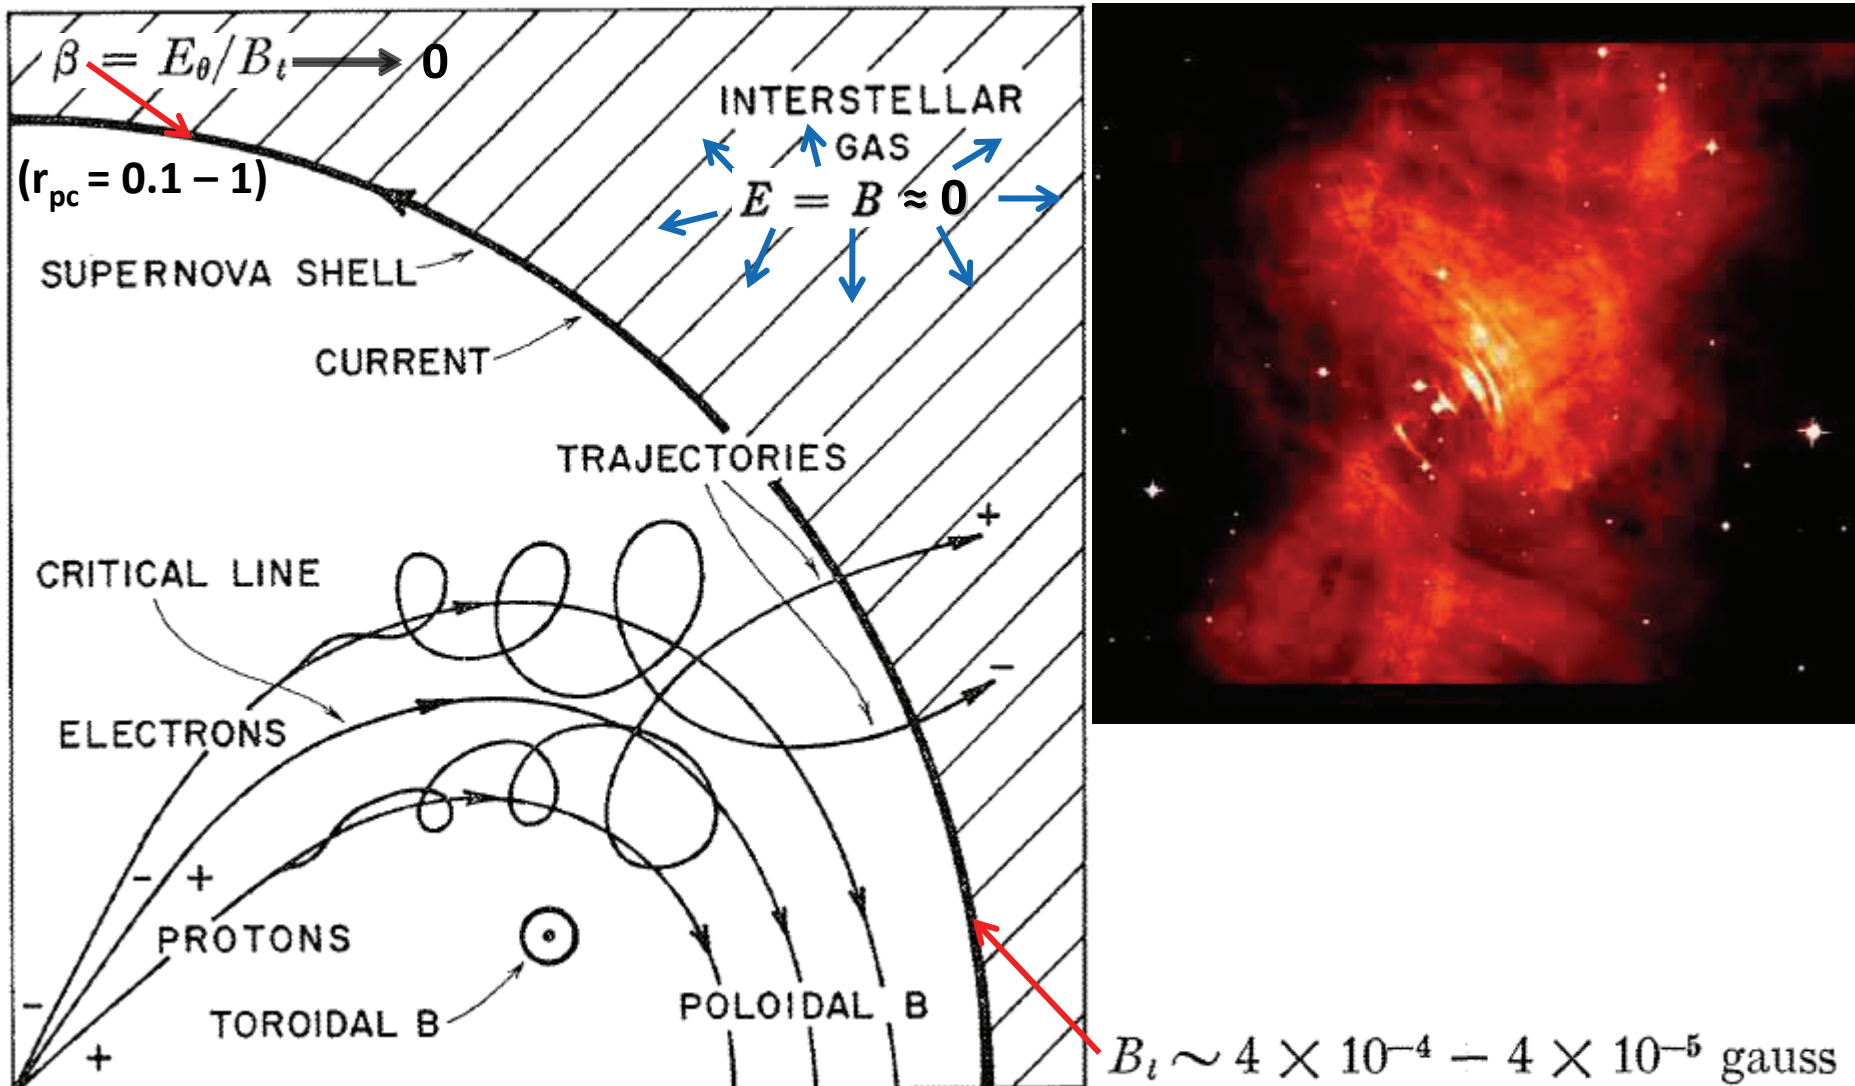 β = E_θ/B_t → 0
(r_pc = 0.1 – 1)
INTERSTELLAR
GAS
E = B ≈ 0
SUPERNOVA SHELL
CURRENT
TRAJECTORIES
+
CRITICAL LINE
−
ELECTRONS
− +
PROTONS
−
TOROIDAL B
POLOIDAL B
+
B_t ∼ 4 × 10⁻⁴ − 4 × 10⁻⁵ gauss